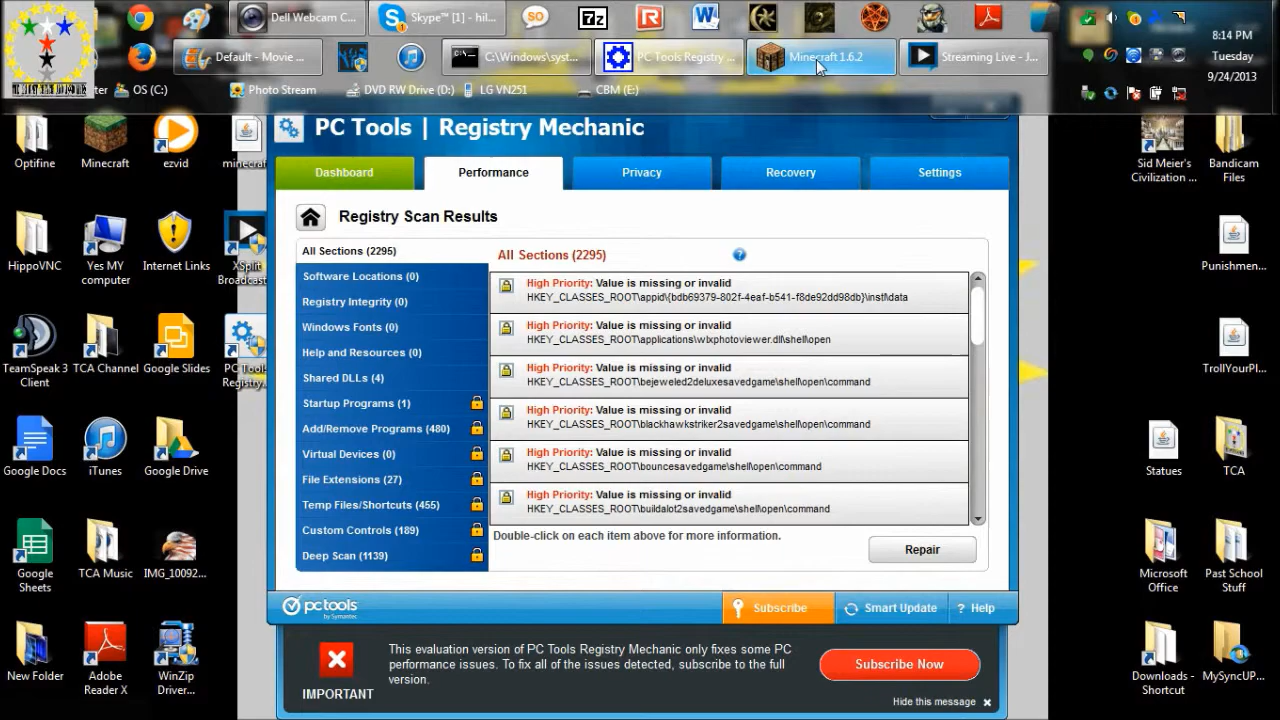 Dell Webcam C...
Skype™ [1] - hil...
SO
7z
8:14 PM
Tuesday
9/24/2013
Default - Movie ...
C:\Windows\syst...
PC Tools Registry ...
Minecraft 1.6.2
Streaming Live - J...
OS (C:)
Photo Stream
DVD RW Drive (D:)
LG VN251
CBM (E:)
PC Tools | Registry Mechanic
Dashboard
Performance
Privacy
Recovery
Settings
Registry Scan Results
All Sections (2295)
Software Locations (0)
Registry Integrity (0)
Windows Fonts (0)
Help and Resources (0)
Shared DLLs (4)
Startup Programs (1)
Add/Remove Programs (480)
Virtual Devices (0)
File Extensions (27)
Temp Files/Shortcuts (455)
Custom Controls (189)
Deep Scan (1139)
All Sections (2295)
High Priority: Value is missing or invalid
HKEY_CLASSES_ROOT\appid\{bdb69379-802f-4eaf-b541-f8de92dd98db}\instl\data
High Priority: Value is missing or invalid
HKEY_CLASSES_ROOT\applications\wlxphotoviewer.dll\shell\open
High Priority: Value is missing or invalid
HKEY_CLASSES_ROOT\bejeweled2deluxesavedgame\shell\open\command
High Priority: Value is missing or invalid
HKEY_CLASSES_ROOT\blackhawkstriker2savedgame\shell\open\command
High Priority: Value is missing or invalid
HKEY_CLASSES_ROOT\bouncesavedgame\shell\open\command
High Priority: Value is missing or invalid
HKEY_CLASSES_ROOT\buildalot2savedgame\shell\open\command
Double-click on each item above for more information.
Repair
pctools
by Symantec
Subscribe
Smart Update
? Help
IMPORTANT
This evaluation version of PC Tools Registry Mechanic only fixes some PC
performance issues. To fix all of the issues detected, subscribe to the full
version.
Subscribe Now
Hide this message
Optifine
Minecraft
ezvid
HippoVNC
Yes MY
computer
Internet Links
XSplit
Broadcast
TeamSpeak 3
Client
TCA Channel
Google Slides
PC Tool
Registry
Google Docs
iTunes
Google Drive
Google
Sheets
TCA Music
IMG_10092...
New Folder
Adobe
Reader X
WinZip
Driver...
Sid Meier's
Civilization ...
Bandicam
Files
Punishmen...
TrollYourPl...
Statues
TCA
Microsoft
Office
Past School
Stuff
Downloads -
Shortcut
MySyncUP...